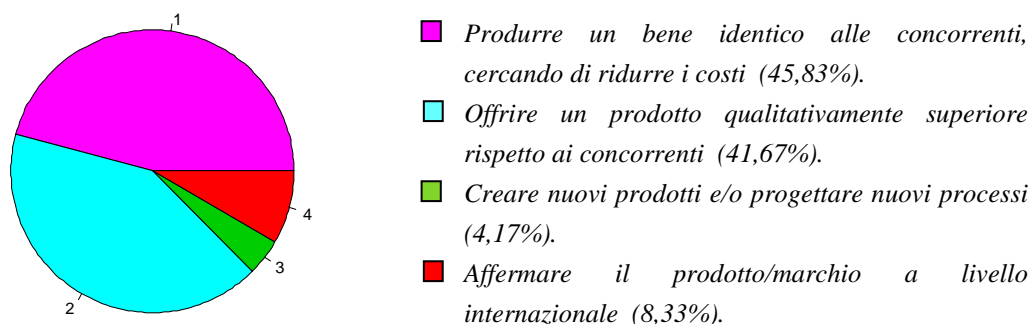 1
2
3
4
Produrre un bene identico alle concorrenti,
cercando di ridurre i costi (45,83%).
Offrire un prodotto qualitativamente superiore
rispetto ai concorrenti (41,67%).
Creare nuovi prodotti e/o progettare nuovi processi
(4,17%).
Affermare il prodotto/marchio a livello
internazionale (8,33%).